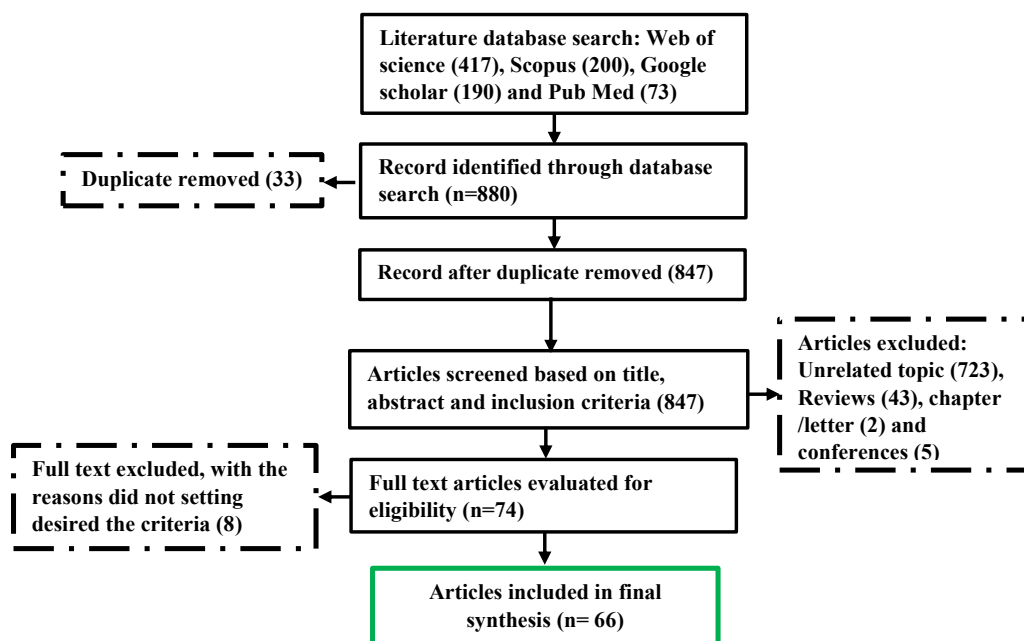 Literature database search: Web of
science (417), Scopus (200), Google
scholar (190) and Pub Med (73)
Duplicate removed (33)
Record identified through database
search (n=880)
Record after duplicate removed (847)
Articles screened based on title,
abstract and inclusion criteria (847)
Articles excluded:
Unrelated topic (723),
Reviews (43), chapter
/letter (2) and
conferences (5)
Full text excluded, with the
reasons did not setting
desired the criteria (8)
Full text articles evaluated for
eligibility (n=74)
Articles included in final
synthesis (n= 66)